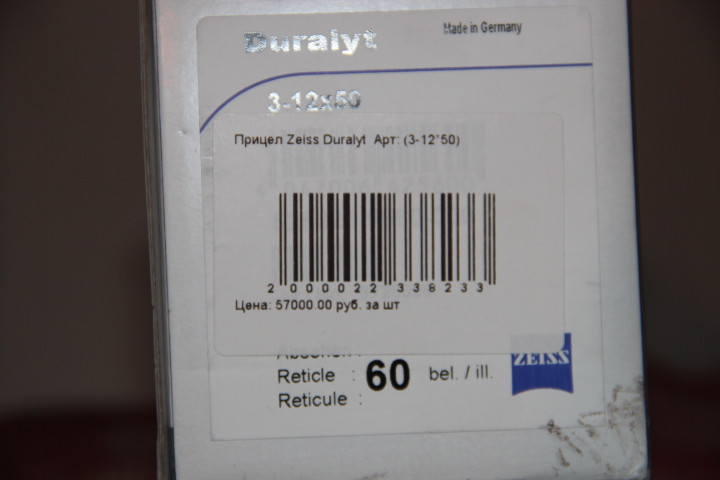 Duralyt
Made in Germany
3-12x50
Прицел Zeiss Duralyt Арт: (3-12*50)
2 000022 338233
Цена: 57000.00 руб. за шт
Absehen :
Reticle : 60 bel. / ill.
Reticule :
ZEISS